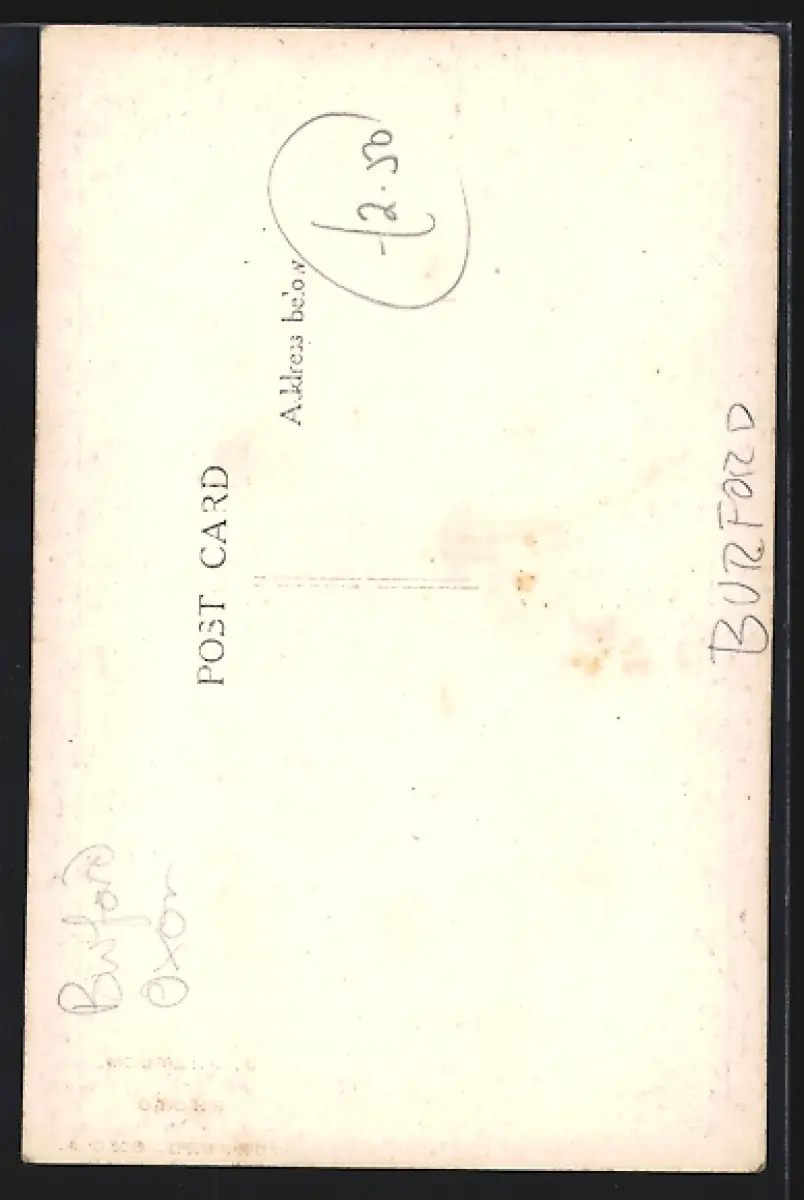 Burford
Oxon
POST CARD
Address below
£2.50
BURFORD